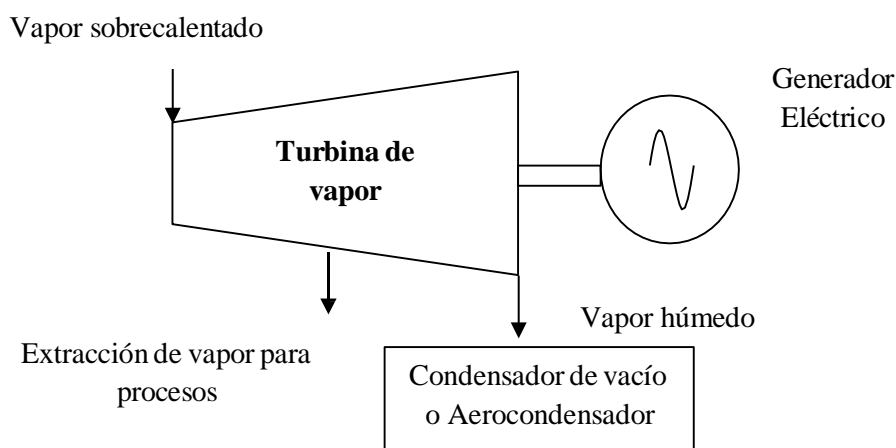 Vapor sobrecalentado
Generador
Eléctrico
Turbina de
vapor
Vapor húmedo
Extracción de vapor para
procesos
Condensador de vacío
o Aerocondensador